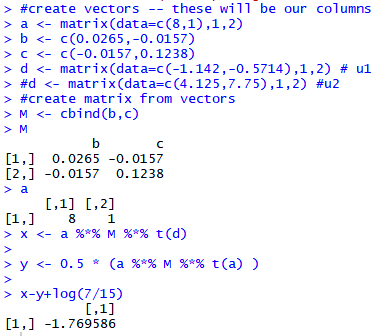 > #create vectors -- these will be our columns
> a <- matrix(data=c(8,1),1,2)
> b <- c(0.0265,-0.0157)
> c <- c(-0.0157,0.1238)
> d <- matrix(data=c(-1.142,-0.5714),1,2) # u1
> #d <- matrix(data=c(4.125,7.75),1,2) #u2
> #create matrix from vectors
> M <- cbind(b,c)
> M
b c
[1,] 0.0265 -0.0157
[2,] -0.0157 0.1238
> a
[,1] [,2]
[1,] 8 1
> x <- a %*% M %*% t(d)
>
> y <- 0.5 * (a %*% M %*% t(a) )
>
> x-y+log(7/15)
[,1]
[1,] -1.769586
>